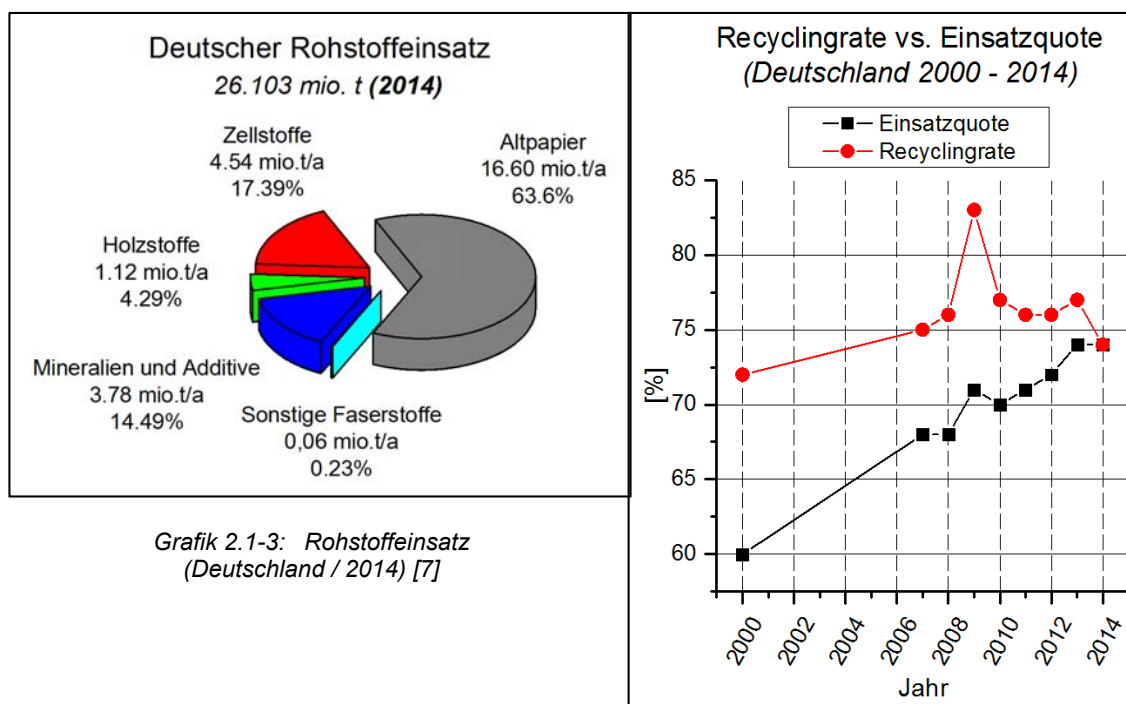 Deutscher Rohstoffeinsatz
26.103 mio. t (2014)
Zellstoffe
4.54 mio.t/a
17.39%
Altpapier
16.60 mio.t/a
63.6%
Holzstoffe
1.12 mio.t/a
4.29%
Mineralien und Additive
3.78 mio.t/a
14.49%
Sonstige Faserstoffe
0,06 mio.t/a
0.23%
Grafik 2.1-3: Rohstoffeinsatz
(Deutschland / 2014) [7]
Recyclingrate vs. Einsatzquote
(Deutschland 2000 - 2014)
Einsatzquote
Recyclingrate
85
80
75
70
65
60
[%]
2000
2002
2004
2006
2008
2010
2012
2014
Jahr